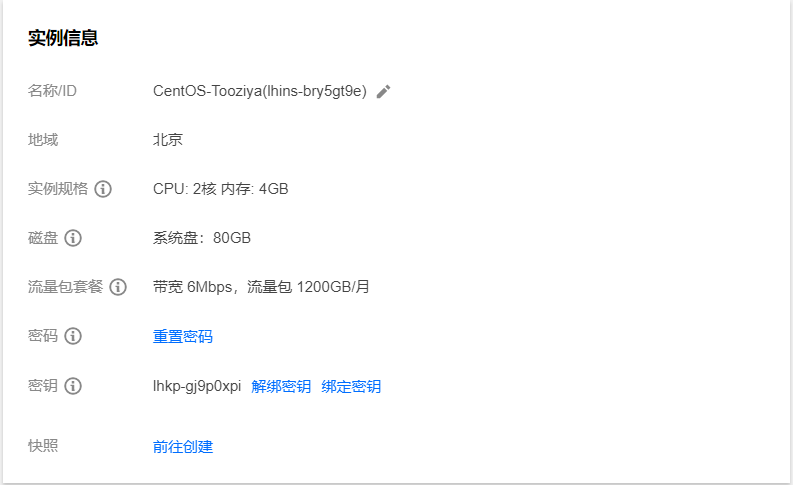 实例信息
名称/ID CentOS-Tooziya(lhins-bry5gt9e)
地域 北京
实例规格 CPU: 2核 内存: 4GB
磁盘 系统盘：80GB
流量包套餐 带宽 6Mbps，流量包 1200GB/月
密码 重置密码
密钥 lhkp-gj9p0xpi 解绑密钥 绑定密钥
快照 前往创建